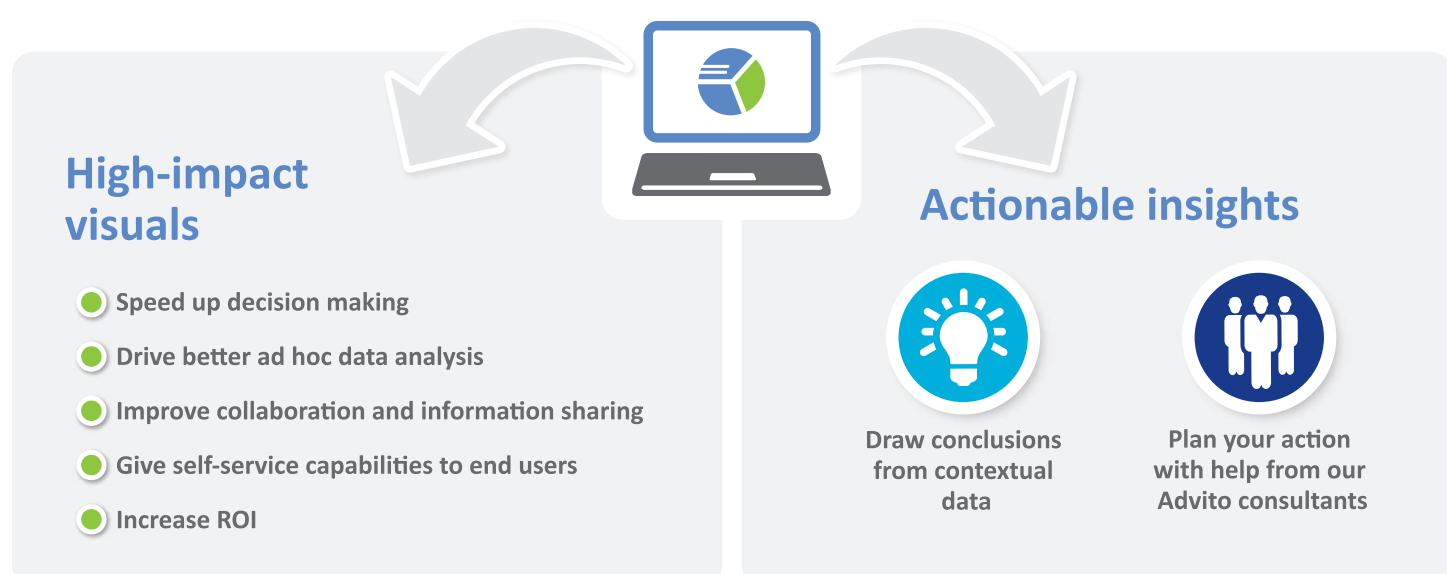 High-impact
visuals
Speed up decision making
Drive better ad hoc data analysis
Improve collaboration and information sharing
Give self-service capabilities to end users
Increase ROI
Actionable insights
Draw conclusions
from contextual
data
Plan your action
with help from our
Advito consultants